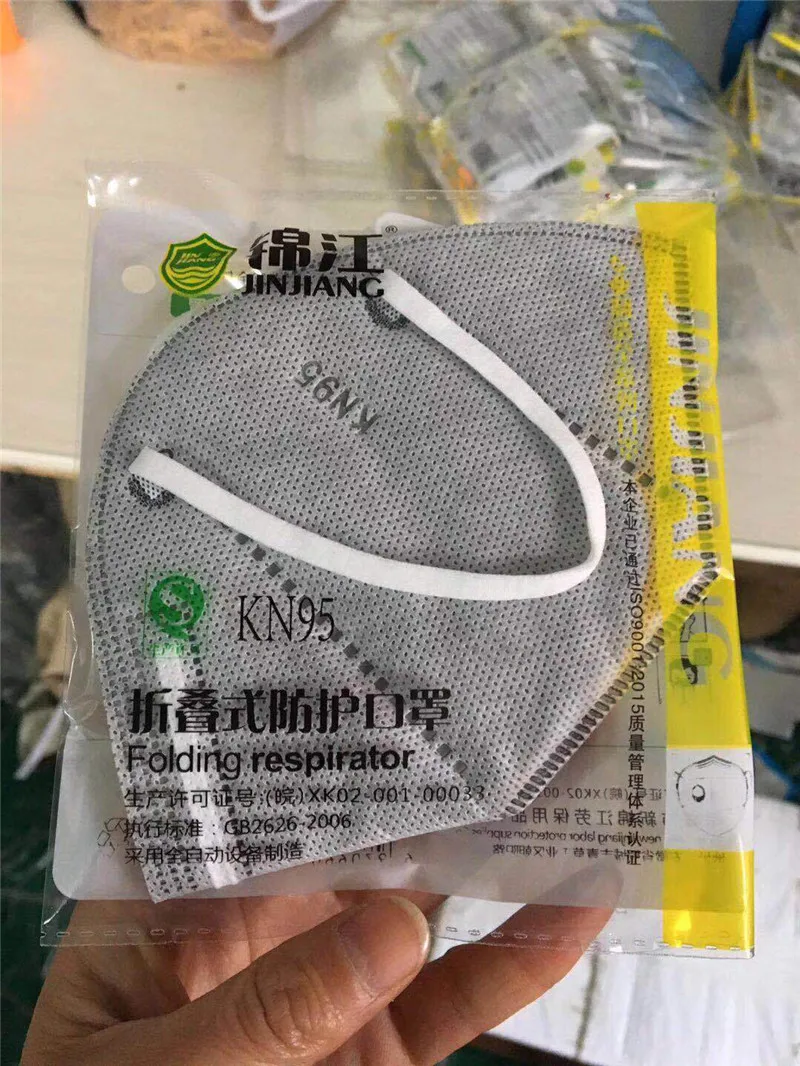 JIN JIANG
锦江®
JINJIANG
KN95
JINJIANG
本企业已通过ISO9001/2015质量管理体系认证
KN95
折叠式防护口罩
Folding respirator
生产许可证号:(皖)XK02-001-00033
执行标准:GB2626-2006
采用全自动设备制造